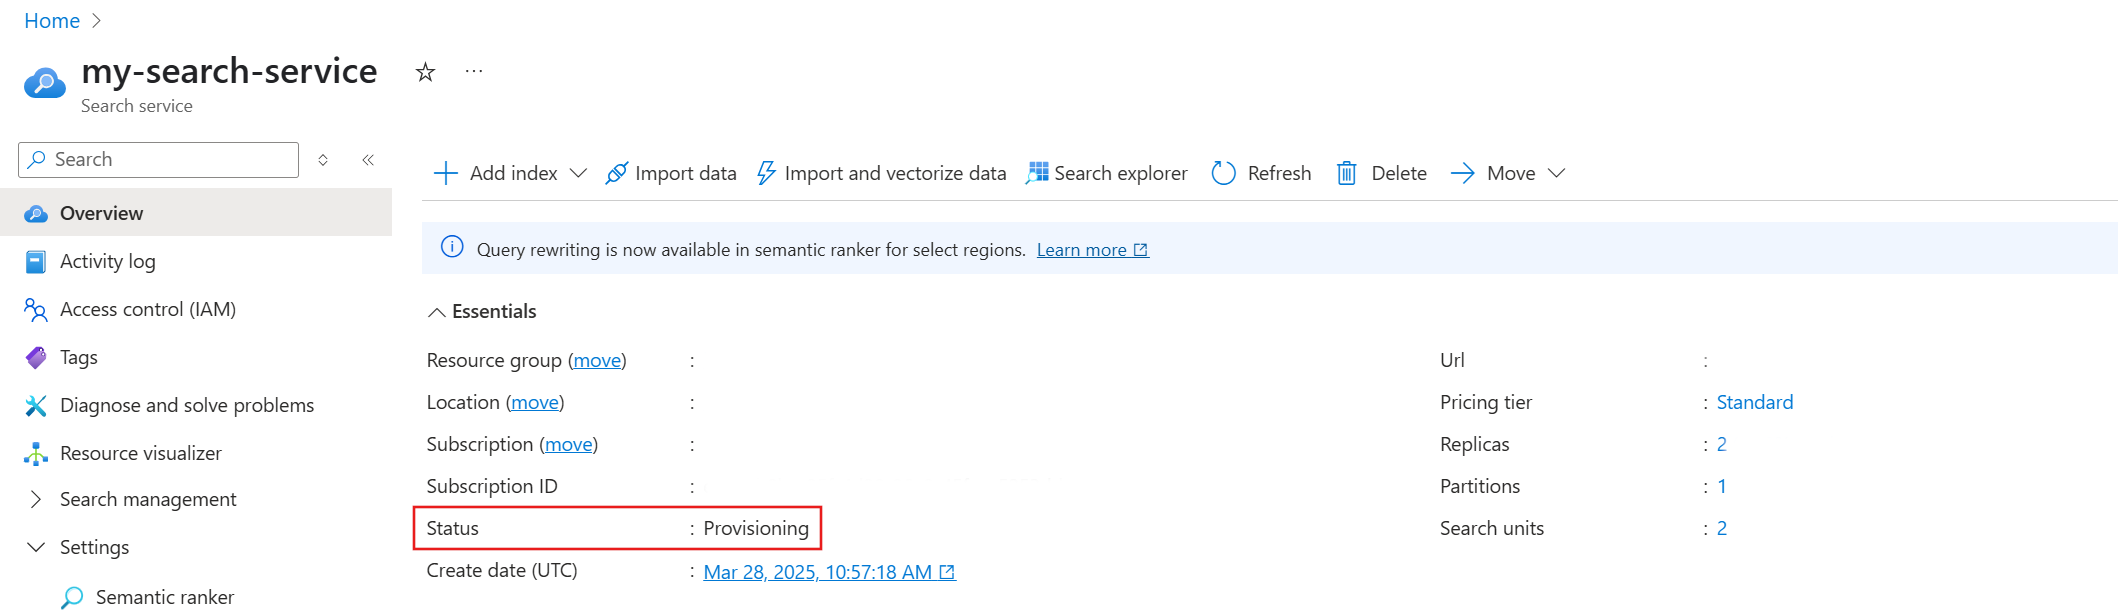 Home >
my-search-service
Search service
Search
Overview
Activity log
Access control (IAM)
Tags
Diagnose and solve problems
Resource visualizer
Search management
Settings
Semantic ranker
Add index
Import data
Import and vectorize data
Search explorer
Refresh
Delete
Move
Query rewriting is now available in semantic ranker for select regions. Learn more
Essentials
Resource group (move) :
Location (move) :
Subscription (move) :
Subscription ID :
Status : Provisioning
Create date (UTC) : Mar 28, 2025, 10:57:18 AM
Url :
Pricing tier : Standard
Replicas : 2
Partitions : 1
Search units : 2